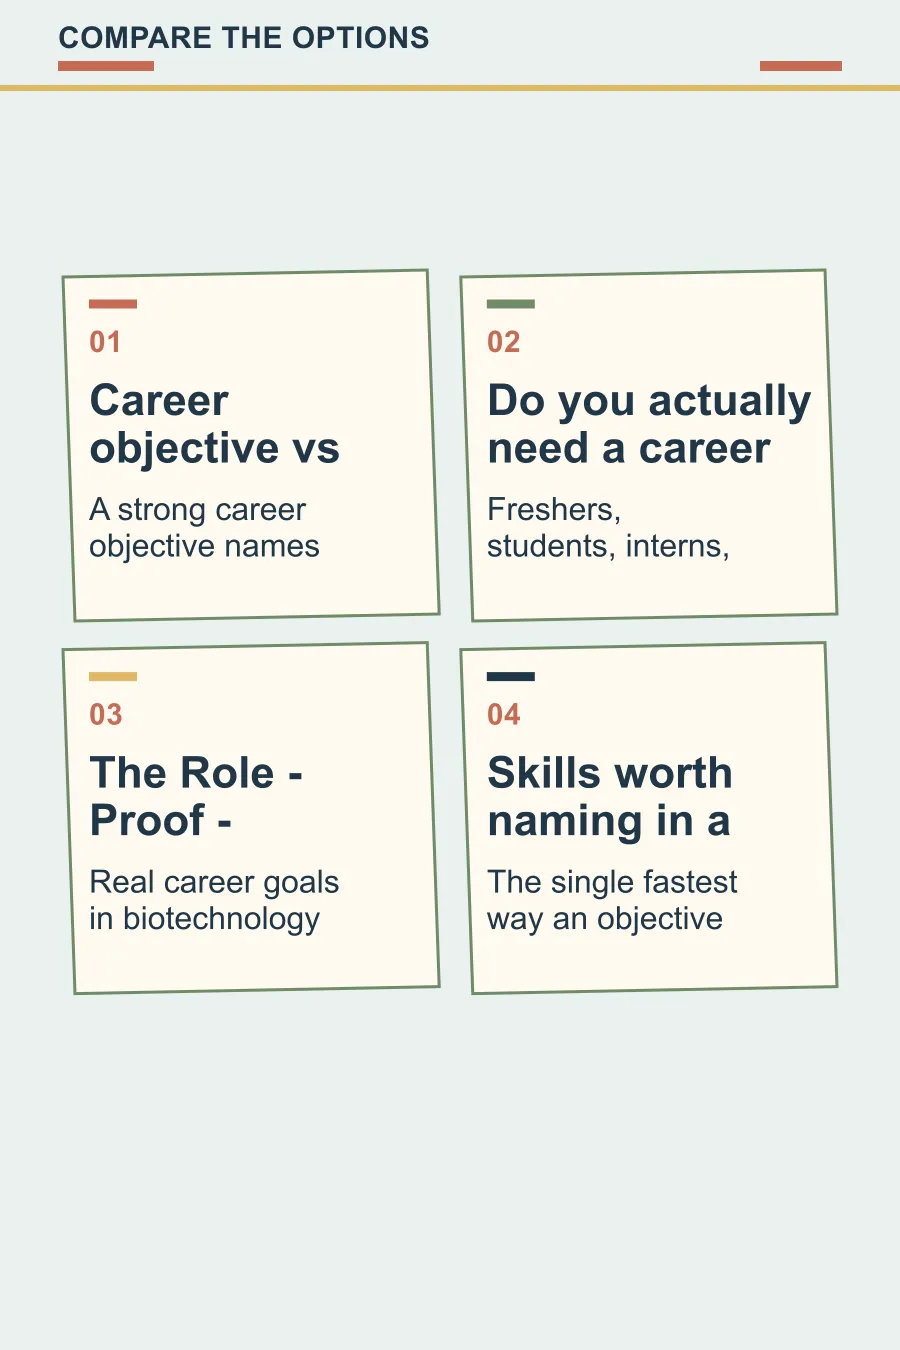 COMPARE THE OPTIONS
01
Career
objective vs
A strong career
objective names
02
Do you actually
need a career
Freshers,
students, interns,
03
The Role -
Proof -
Real career goals
in biotechnology
04
Skills worth
naming in a
The single fastest
way an objective